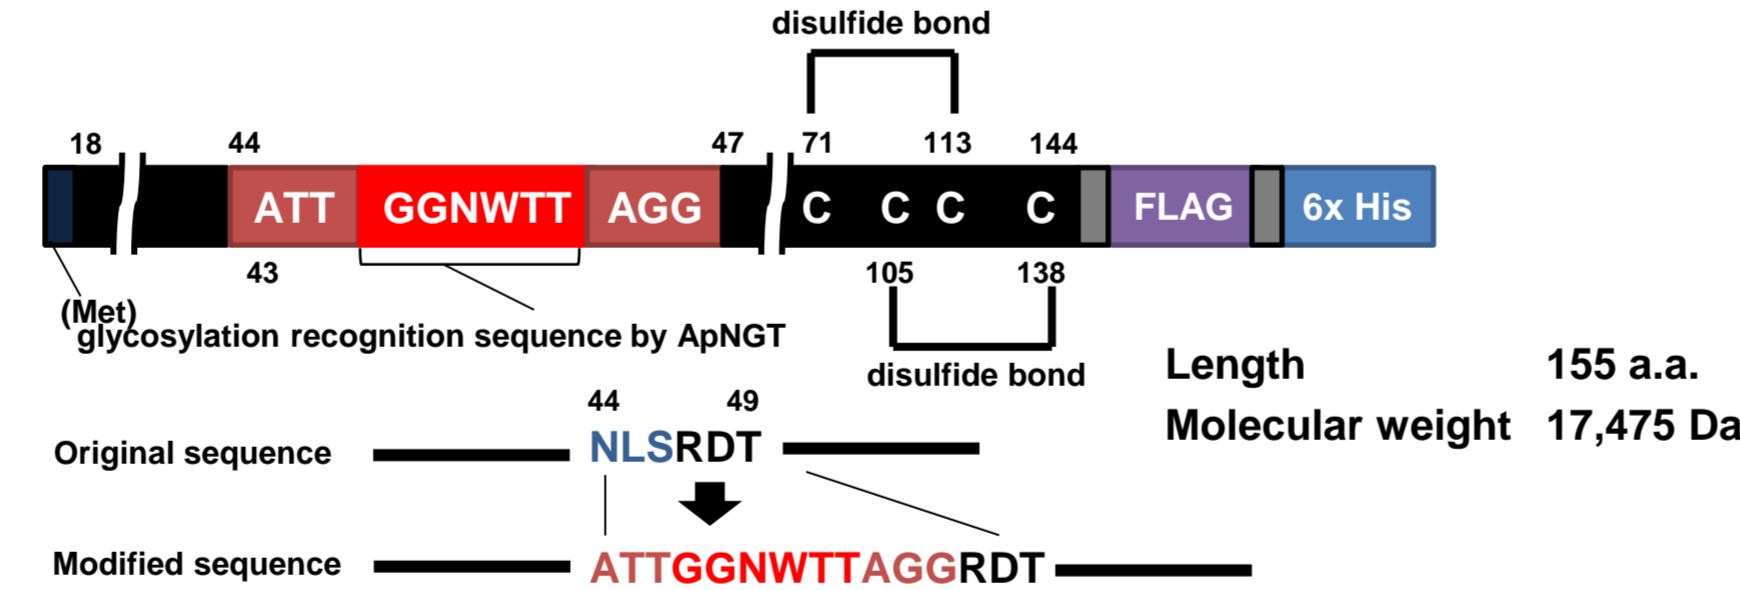 disulfide bond
18 44 47 71 113 144
ATT GGNWTT AGG C C C C FLAG 6x His
43 105 138
(Met)
glycosylation recognition sequence by ApNGT
disulfide bond
Length 155 a.a.
Molecular weight 17,475 Da
44 49
Original sequence NLSRDT
Modified sequence ATTGGNWTTAGGRDT